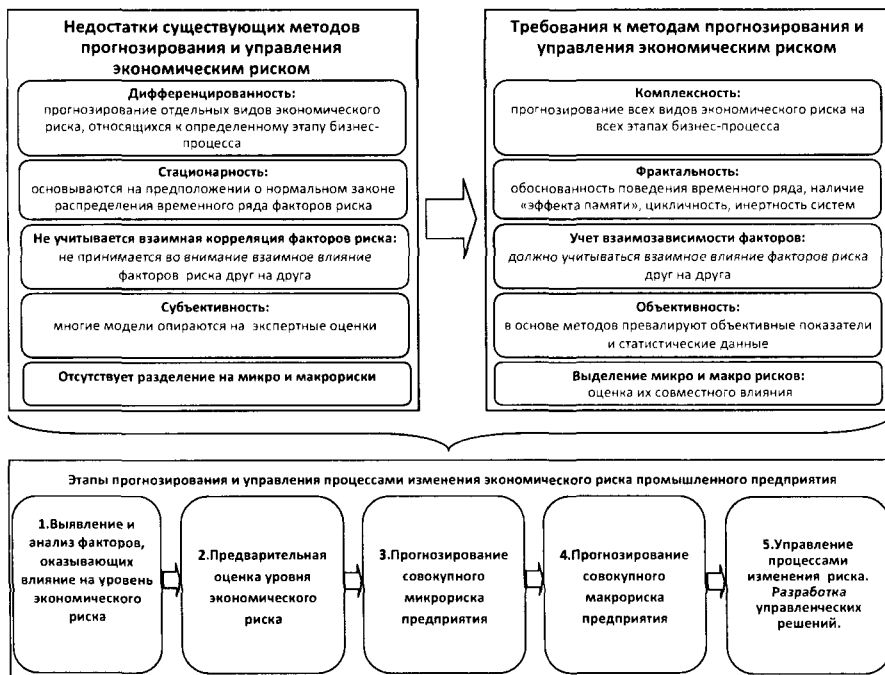 Недостатки существующих методов
прогнозирования и управления
экономическим риском
Дифференцированность:
прогнозирование отдельных видов экономического
риска, относящихся к определенному этапу бизнес-
процесса
Стационарность:
основываются на предположении о нормальном законе
распределения временного ряда факторов риска
Не учитывается взаимная корреляция факторов риска:
не принимается во внимание взаимное влияние
факторов риска друг на друга
Субъективность:
многие модели опираются на экспертные оценки
Отсутствует разделение на микро и макрориски
Требования к методам прогнозирования и
управления экономическим риском
Комплексность:
прогнозирование всех видов экономического риска на
всех этапах бизнес-процесса
Фрактальность:
обоснованность поведения временного ряда, наличие
«эффекта памяти», цикличность, инертность систем
Учет взаимозависимости факторов:
должно учитываться взаимное влияние факторов риска
друг на друга
Объективность:
в основе методов превалируют объективные показатели
и статистические данные
Выделение микро и макро рисков:
оценка их совместного влияния
Этапы прогнозирования и управления процессами изменения экономического риска промышленного предприятия
1.Выявление и
анализ факторов,
оказывающих
влияние на уровень
экономического
риска
2.Предварительная
оценка уровня
экономического
риска
3.Прогнозирование
совокупного
микрориска
предприятия
4.Прогнозирование
совокупного
макрориска
предприятия
5.Управление
процессами
изменения риска.
Разработка
управленческих
решений.